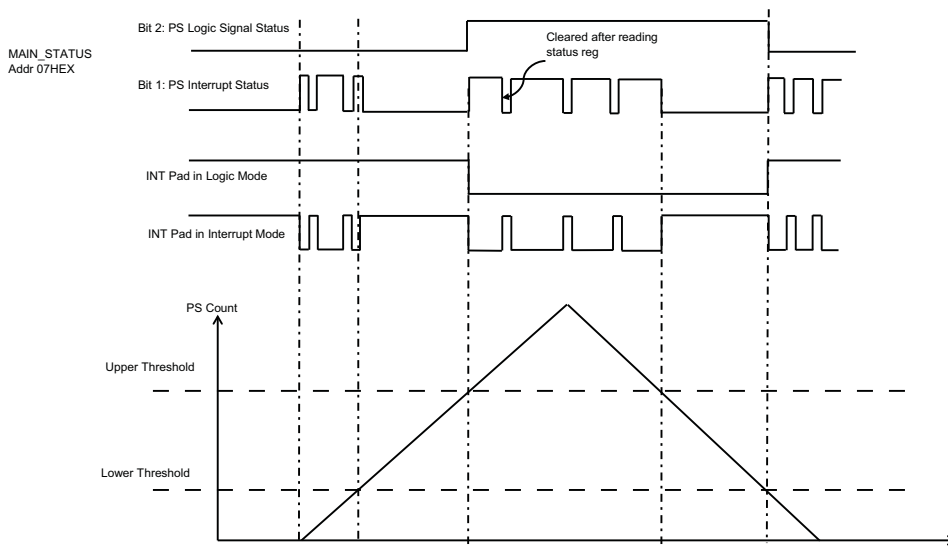 Bit 2: PS Logic Signal Status
Cleared after reading
status reg
MAIN_STATUS
Addr 07HEX
Bit 1: PS Interrupt Status
INT Pad in Logic Mode
INT Pad in Interrupt Mode
PS Count
Upper Threshold
Lower Threshold